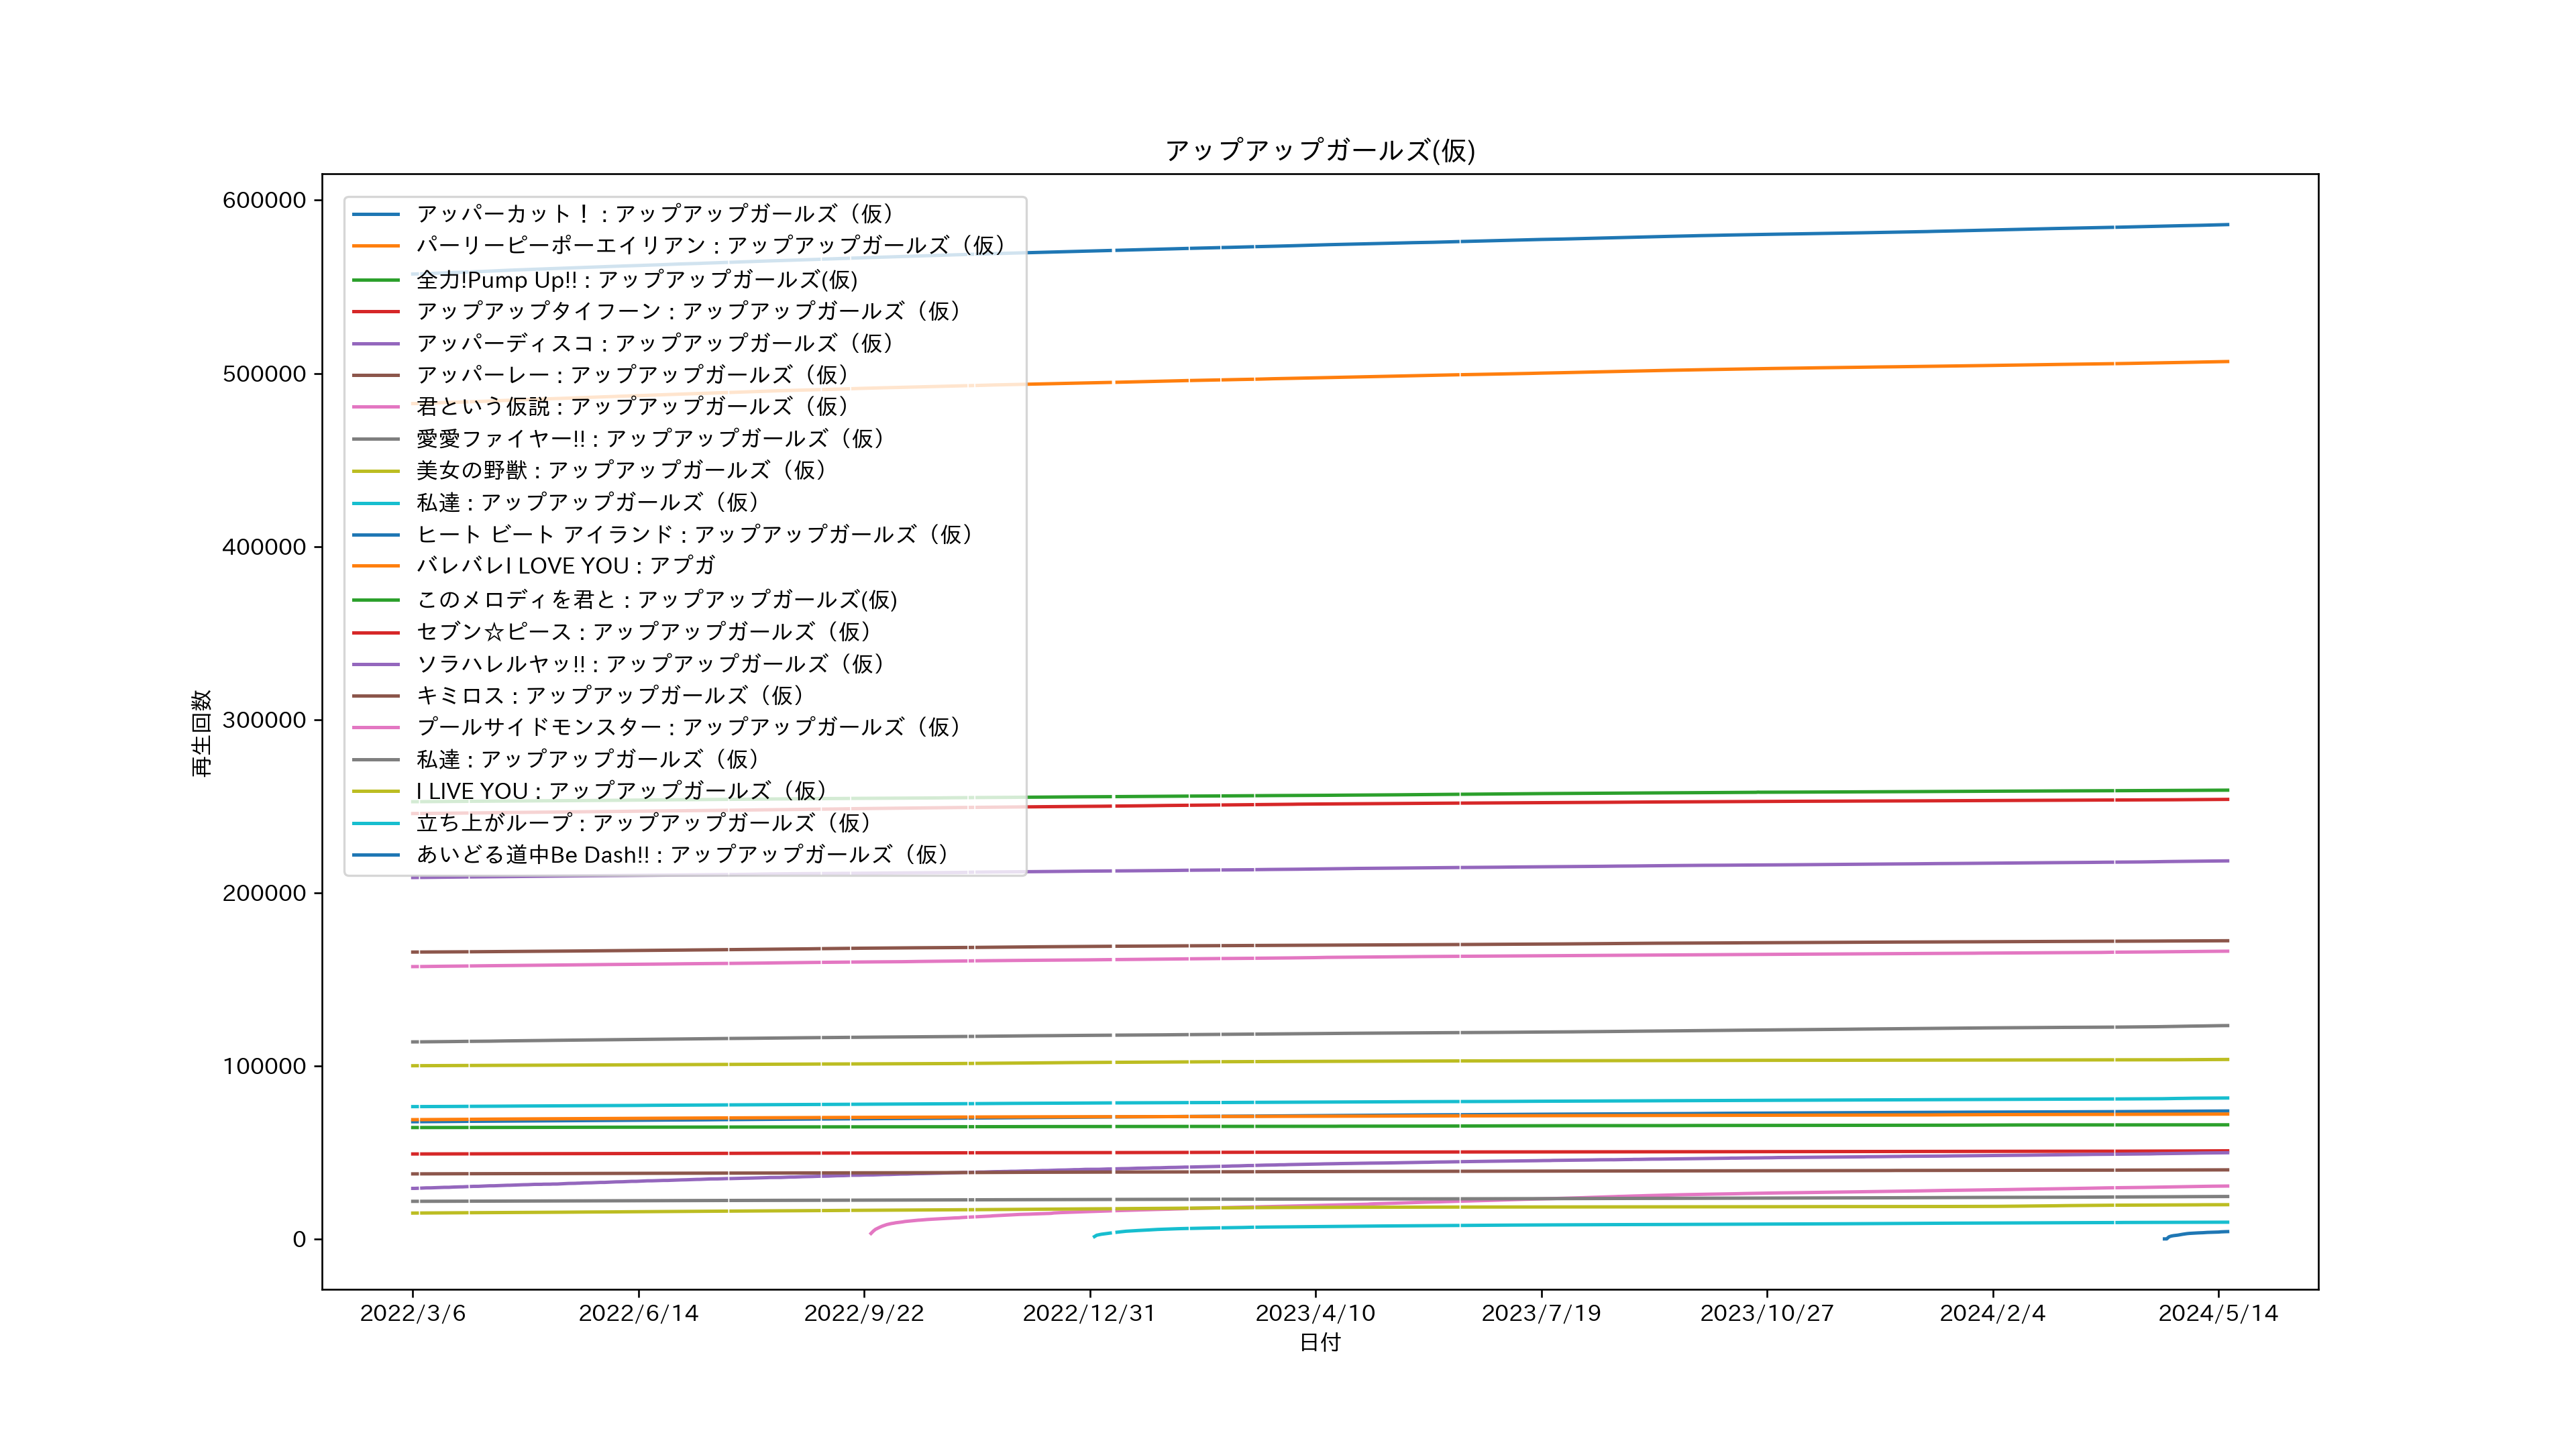 アップアップガールズ(仮)
600000
500000
400000
300000
200000
100000
0
再生回数
アッパーカット！ : アップアップガールズ（仮）
パーリーピーポーエイリアン : アップアップガールズ（仮）
全力!Pump Up!! : アップアップガールズ(仮)
アップアップタイフーン : アップアップガールズ（仮）
アッパーディスコ : アップアップガールズ（仮）
アッパーレー : アップアップガールズ（仮）
君という仮説 : アップアップガールズ（仮）
愛愛ファイヤー!! : アップアップガールズ（仮）
美女の野獣 : アップアップガールズ（仮）
私達 : アップアップガールズ（仮）
ヒート ビート アイランド : アップアップガールズ（仮）
バレバレI LOVE YOU : アプガ
このメロディを君と : アップアップガールズ(仮)
セブン☆ピース : アップアップガールズ（仮）
ソラハレルヤッ!! : アップアップガールズ（仮）
キミロス : アップアップガールズ（仮）
プールサイドモンスター : アップアップガールズ（仮）
私達 : アップアップガールズ（仮）
I LIVE YOU : アップアップガールズ（仮）
立ち上がループ : アップアップガールズ（仮）
あいどる道中Be Dash!! : アップアップガールズ（仮）
2022/3/6 2022/6/14 2022/9/22 2022/12/31 2023/4/10 2023/7/19 2023/10/27 2024/2/4 2024/5/14
日付